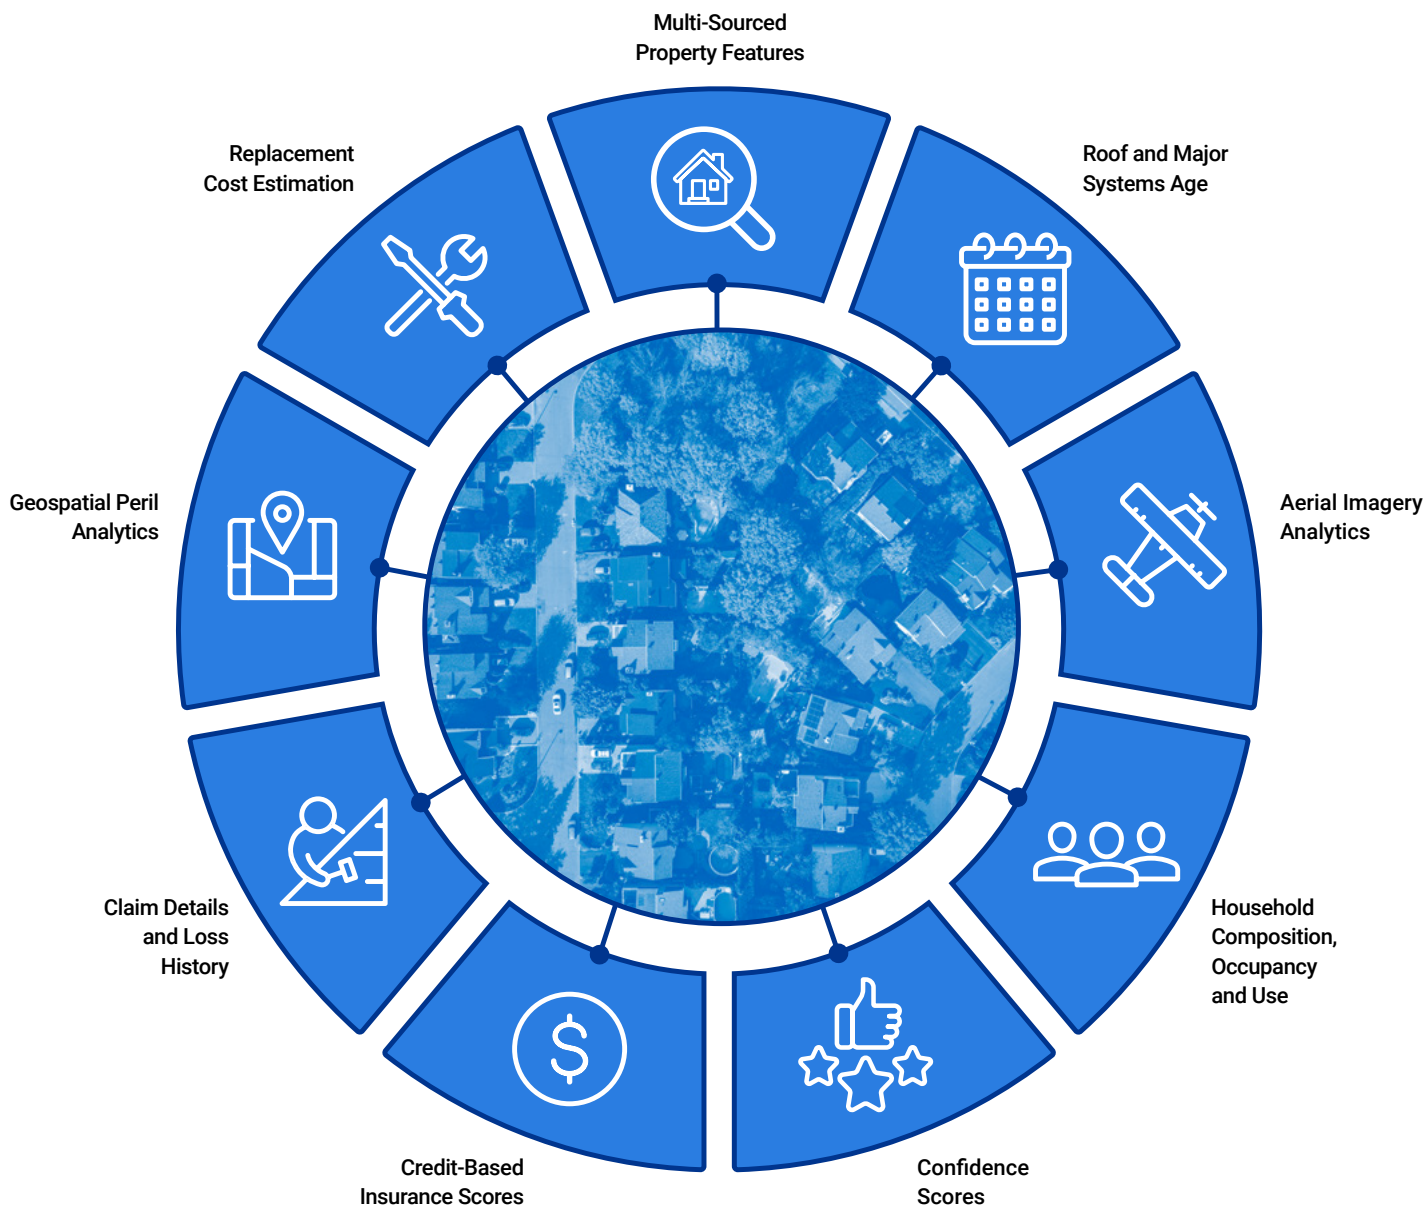 Multi-Sourced
Property Features
Roof and Major
Systems Age
Aerial Imagery
Analytics
Household
Composition,
Occupancy
and Use
Confidence
Scores
Credit-Based
Insurance Scores
Claim Details
and Loss
History
Geospatial Peril
Analytics
Replacement
Cost Estimation
$